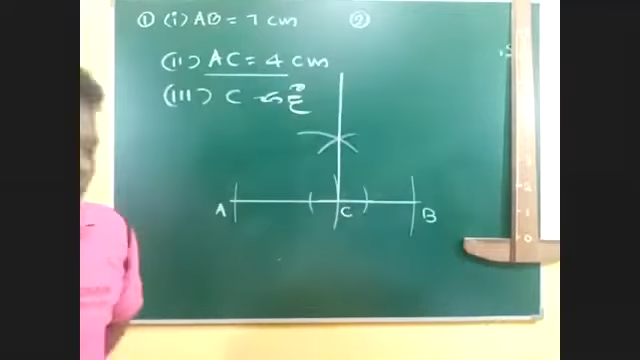 ① (i) AB = 7 cm ②
(ii) AC = 4 cm
(iii) C
A C B